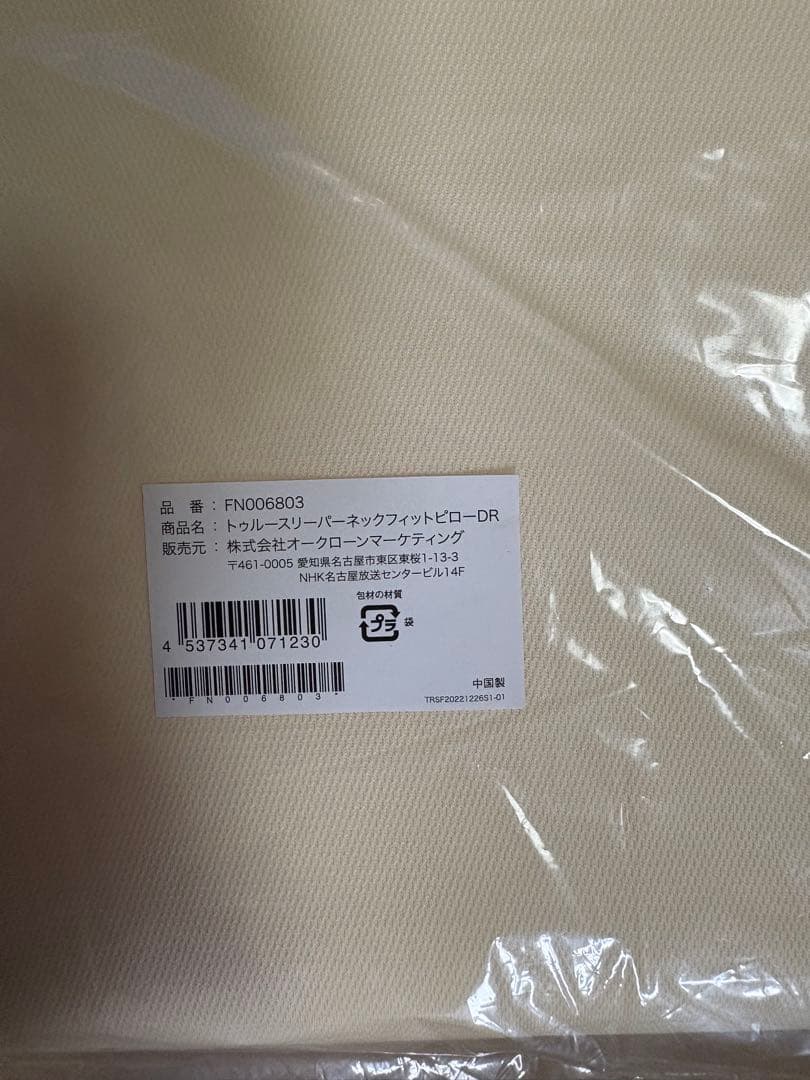 品 番 : FN006803
商品名 : トゥルースリーパーネックフィットピローDR
販売元 : 株式会社オークローンマーケティング
〒461-0005 愛知県名古屋市東区東桜1-13-3
NHK名古屋放送センタービル14F
包材の材質
プラ 袋
4 537341 071230
*FN006803*
中国製
TRSF20221226S1-01